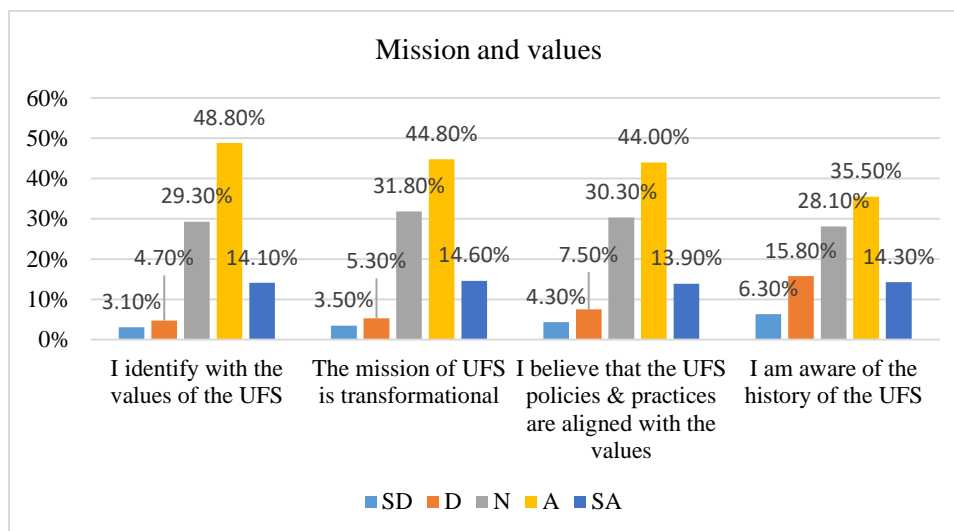 Mission and values
60%
50%
40%
30%
20%
10%
0%
3.10%
4.70%
29.30%
48.80%
14.10%
3.50%
5.30%
31.80%
44.80%
14.60%
4.30%
7.50%
30.30%
44.00%
13.90%
6.30%
15.80%
28.10%
35.50%
14.30%
I identify with the
values of the UFS
The mission of UFS
is transformational
I believe that the UFS
policies & practices
are aligned with the
values
I am aware of the
history of the UFS
SD D N A SA